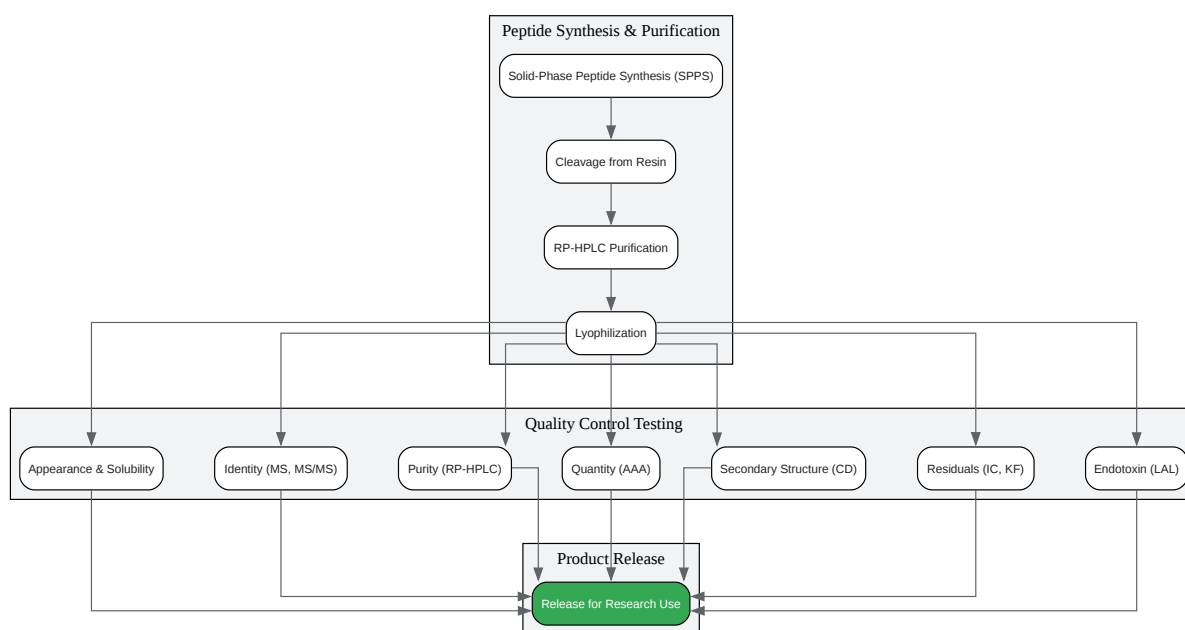 Peptide Synthesis & Purification
Solid-Phase Peptide Synthesis (SPPS)
Cleavage from Resin
RP-HPLC Purification
Lyophilization
Quality Control Testing
Appearance & Solubility
Identity (MS, MS/MS)
Purity (RP-HPLC)
Quantity (AAA)
Secondary Structure (CD)
Residuals (IC, KF)
Endotoxin (LAL)
Product Release
Release for Research Use